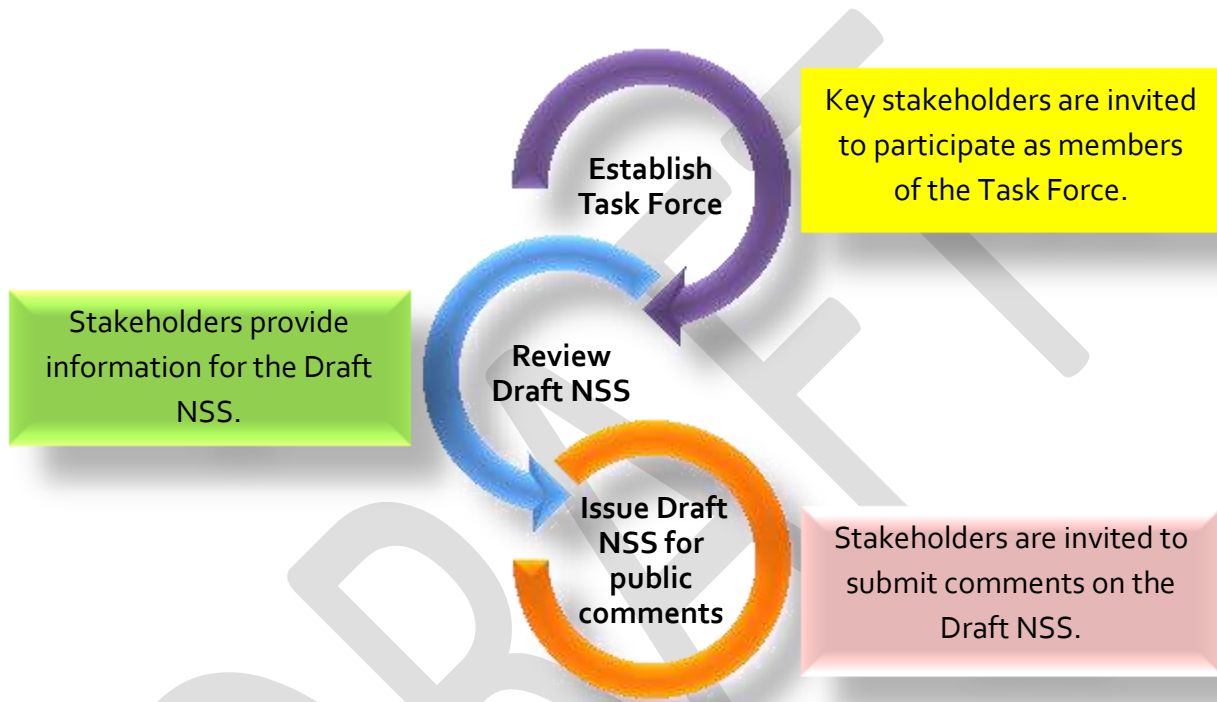 Establish
Task Force
Key stakeholders are invited
to participate as members
of the Task Force.
Stakeholders provide
information for the Draft
NSS.
Review
Draft NSS
Issue Draft
NSS for
public
comments
Stakeholders are invited to
submit comments on the
Draft NSS.
DRAFT